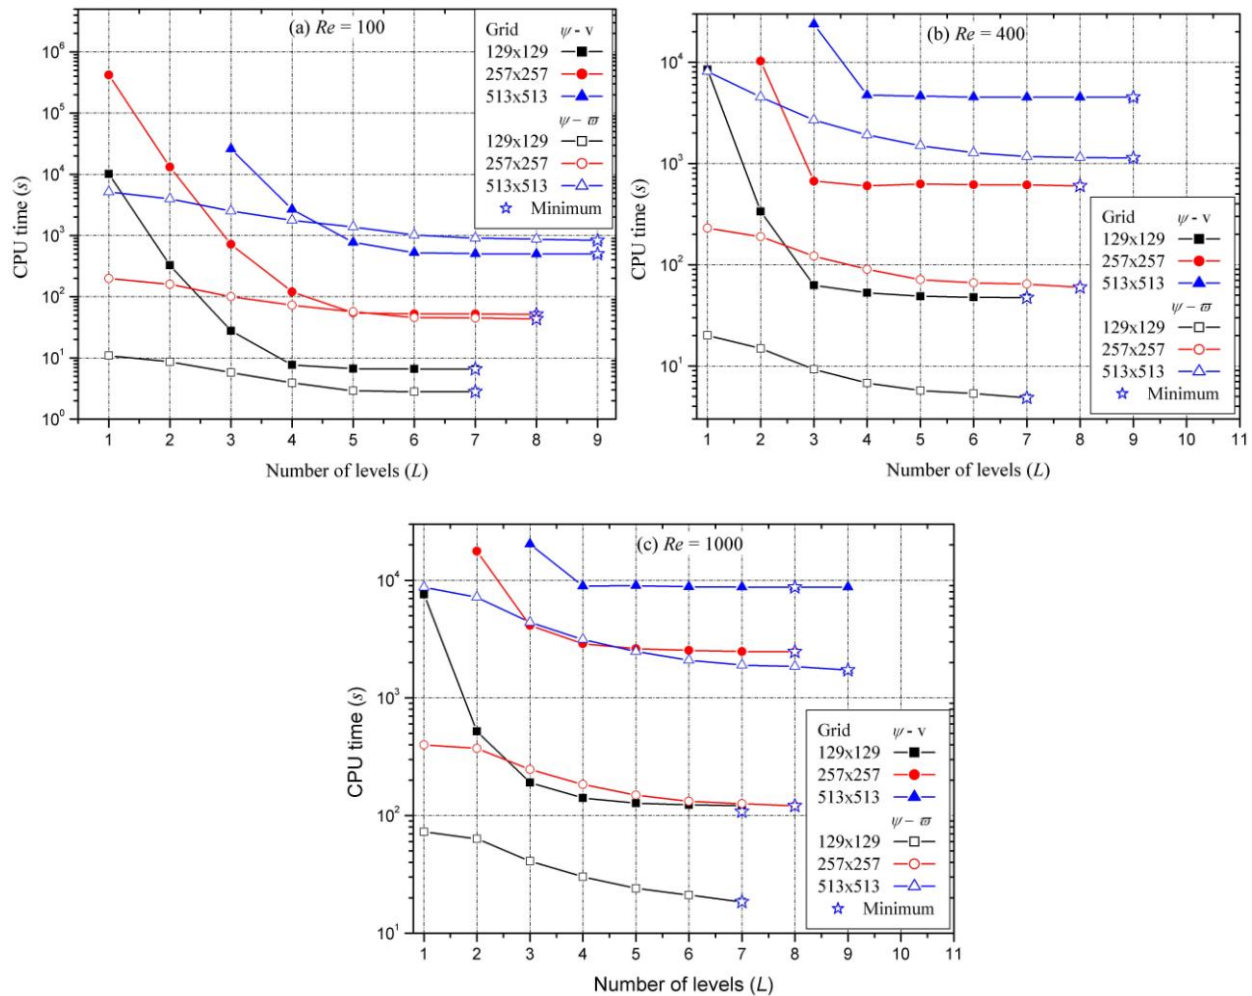 (a) Re = 100
Grid ψ - v
129x129
257x257
513x513
ψ – ϖ
129x129
257x257
513x513
Minimum
10⁶
10⁵
10⁴
10³
10²
10¹
10⁰
CPU time (s)
1 2 3 4 5 6 7 8 9
Number of levels (L)
(b) Re = 400
10⁴
10³
10²
10¹
CPU time (s)
Grid ψ - v
129x129
257x257
513x513
ψ – ϖ
129x129
257x257
513x513
Minimum
1 2 3 4 5 6 7 8 9 10 11
Number of levels (L)
(c) Re = 1000
10⁴
10³
10²
10¹
CPU time (s)
Grid ψ - v
129x129
257x257
513x513
ψ – ϖ
129x129
257x257
513x513
Minimum
1 2 3 4 5 6 7 8 9 10 11
Number of levels (L)